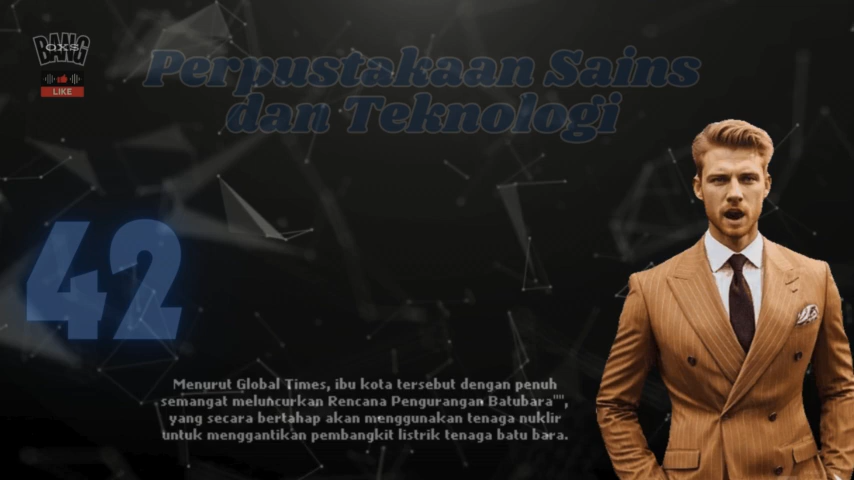 BANG
OXS
LIKE
Perpustakaan Sains
dan Teknologi
42
Menurut Global Times, ibu kota tersebut dengan penuh
semangat meluncurkan Rencana Pengurangan Batubara"",
yang secara bertahap akan menggunakan tenaga nuklir
untuk menggantikan pembangkit listrik tenaga batu bara.